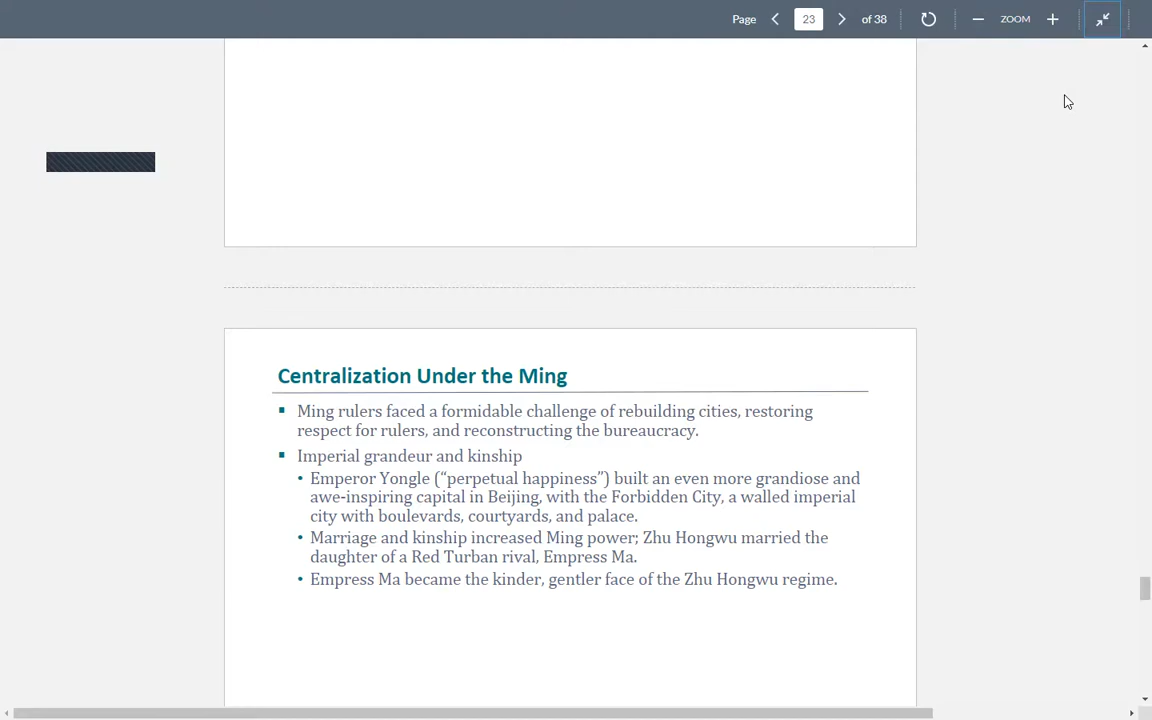 Page 23 of 38 ZOOM
Centralization Under the Ming
▪ Ming rulers faced a formidable challenge of rebuilding cities, restoring
respect for rulers, and reconstructing the bureaucracy.
▪ Imperial grandeur and kinship
• Emperor Yongle (“perpetual happiness”) built an even more grandiose and
awe-inspiring capital in Beijing, with the Forbidden City, a walled imperial
city with boulevards, courtyards, and palace.
• Marriage and kinship increased Ming power; Zhu Hongwu married the
daughter of a Red Turban rival, Empress Ma.
• Empress Ma became the kinder, gentler face of the Zhu Hongwu regime.